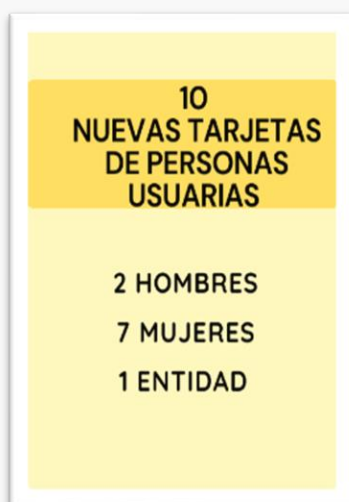 10
NUEVAS TARJETAS
DE PERSONAS
USUARIAS
2 HOMBRES
7 MUJERES
1 ENTIDAD